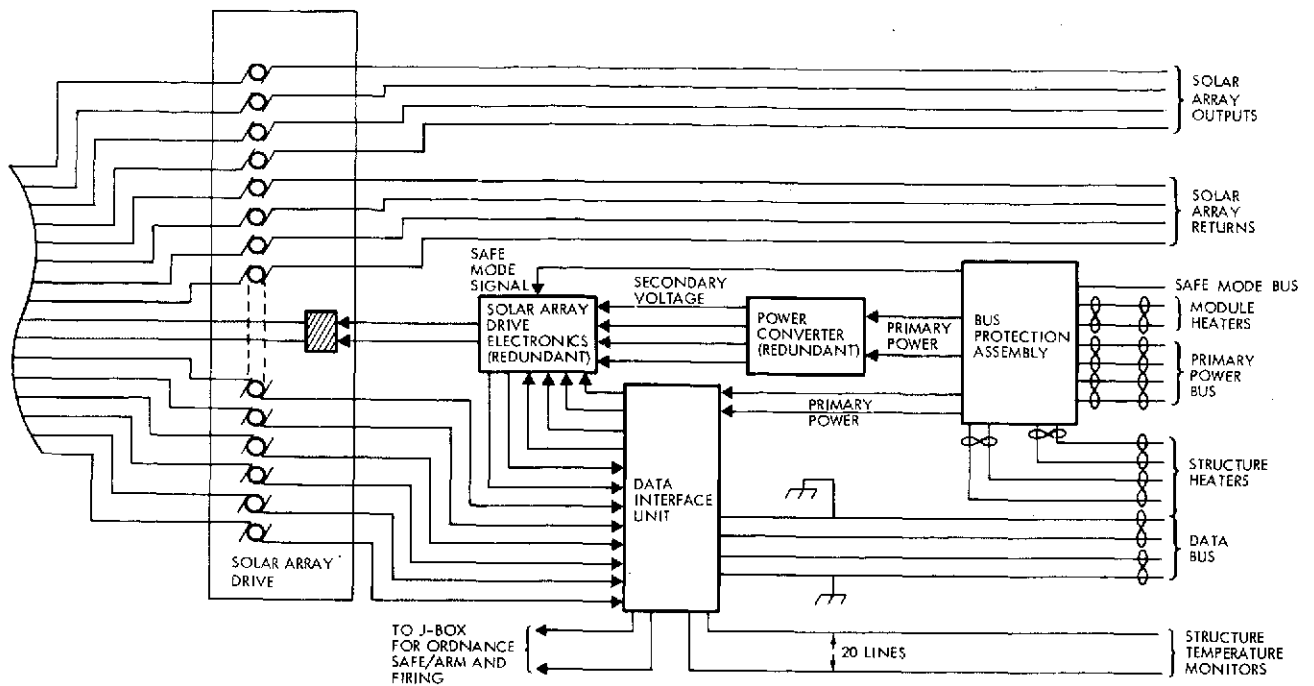 SOLAR
ARRAY
OUTPUTS
SOLAR
ARRAY
RETURNS
SAFE
MODE
SIGNAL
SECONDARY
VOLTAGE
SOLAR ARRAY
DRIVE
ELECTRONICS
(REDUNDANT)
POWER
CONVERTER
(REDUNDANT)
PRIMARY
POWER
BUS
PROTECTION
ASSEMBLY
SAFE MODE BUS
MODULE
HEATERS
PRIMARY
POWER
BUS
PRIMARY
POWER
STRUCTURE
HEATERS
DATA
INTERFACE
UNIT
DATA
BUS
SOLAR ARRAY
DRIVE
TO J-BOX
FOR ORDNANCE
SAFE/ARM AND
FIRING
20 LINES
STRUCTURE
TEMPERATURE
MONITORS